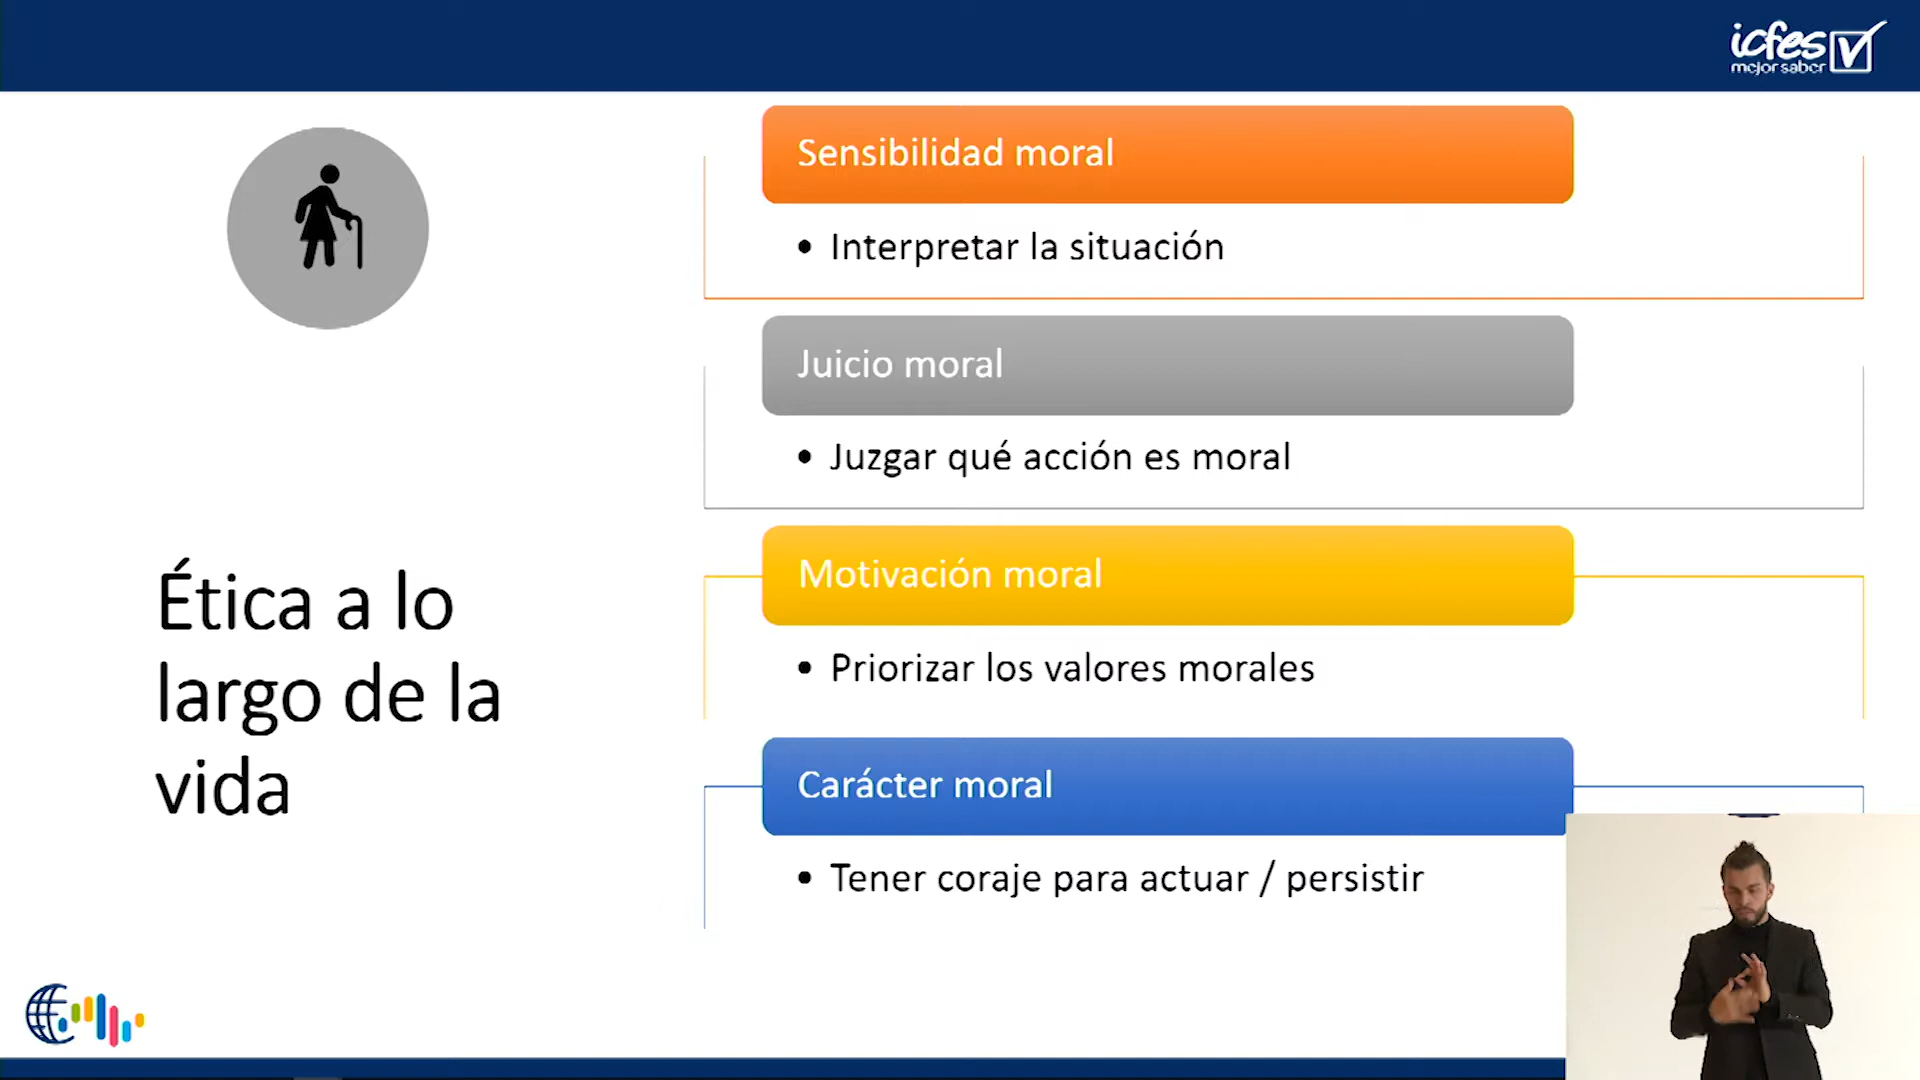 icfes
mejor saber
Sensibilidad moral
• Interpretar la situación
Juicio moral
• Juzgar qué acción es moral
Motivación moral
• Priorizar los valores morales
Carácter moral
• Tener coraje para actuar / persistir
Ética a lo
largo de la
vida